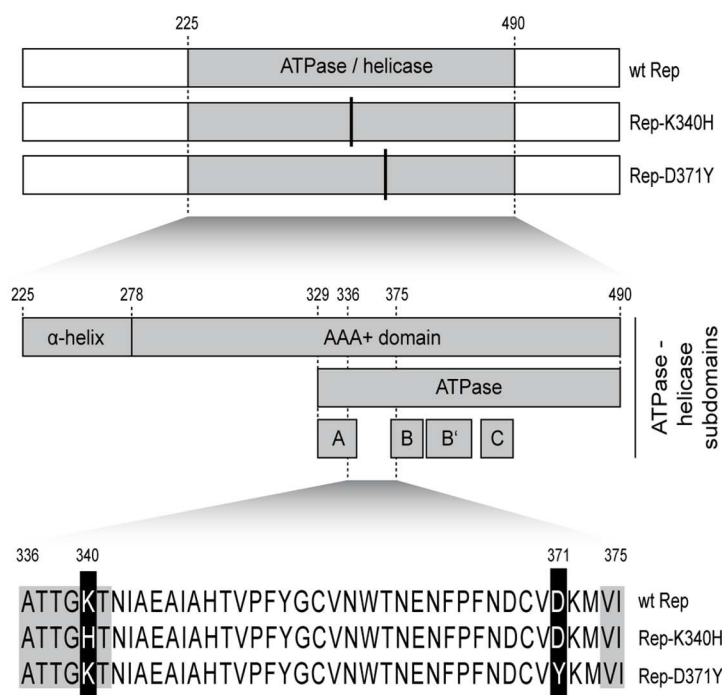 225 490
ATPase / helicase wt Rep
Rep-K340H
Rep-D371Y
225 278 329 336 375 490
α-helix AAA+ domain
ATPase
A B B' C
ATPase -
helicase
subdomains
336 340 371 375
ATTGKTNIAEAIAHTVPFYGCVNWTNENFPFNDCVDKMVI wt Rep
ATTGHTNIAEAIAHTVPFYGCVNWTNENFPFNDCVDKMVI Rep-K340H
ATTGKTNIAEAIAHTVPFYGCVNWTNENFPFNDCVYKMVI Rep-D371Y